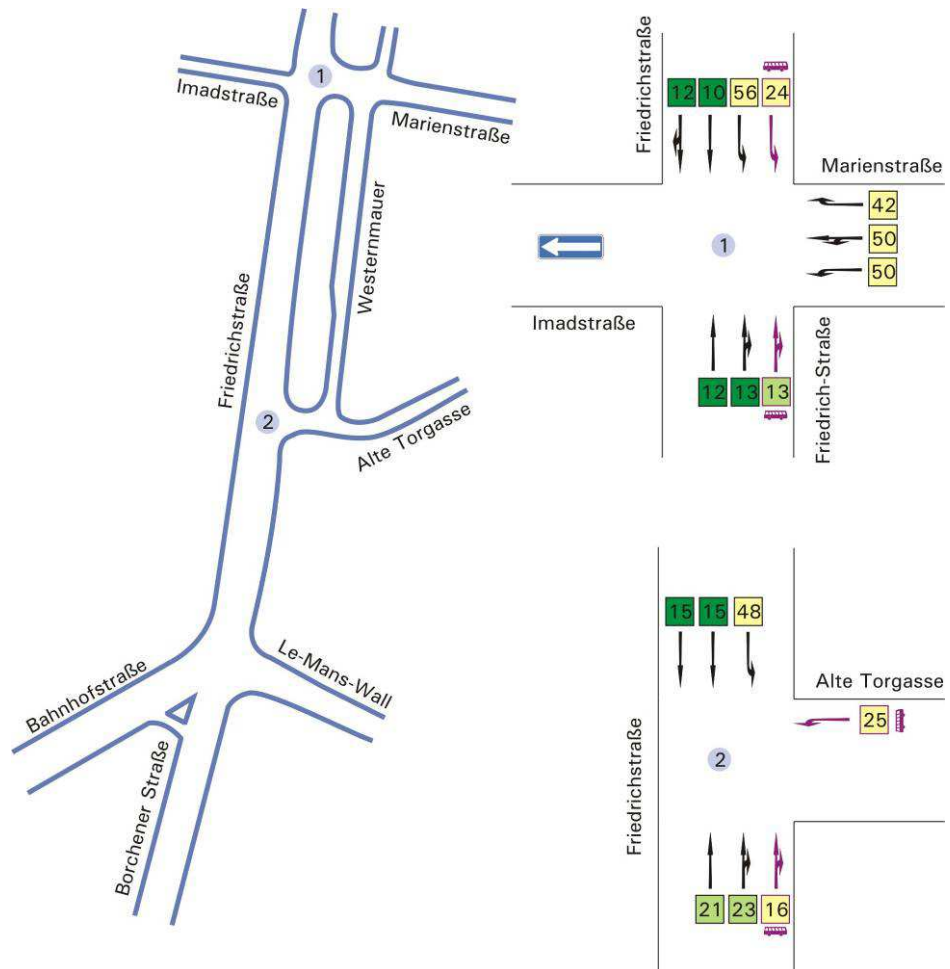 1
Imadstraße
Marienstraße
Westernmauer
Friedrichstraße
2
Alte Torgasse
Le-Mans-Wall
Bahnhofstraße
Borchener Straße
Friedrichstraße
12 10 56 24
Marienstraße
42
50
50
1
Imadstraße
12 13 13
Friedrich-Straße
15 15 48
Alte Torgasse
25
2
Friedrichstraße
21 23 16